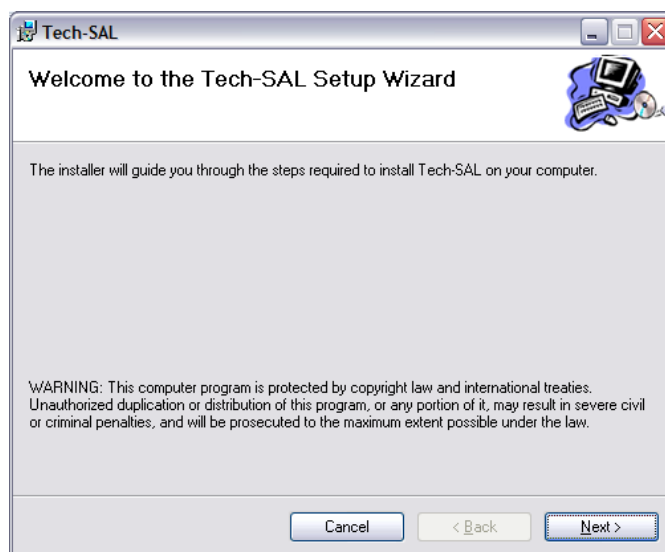 Tech-SAL
Welcome to the Tech-SAL Setup Wizard
The installer will guide you through the steps required to install Tech-SAL on your computer.
WARNING: This computer program is protected by copyright law and international treaties.
Unauthorized duplication or distribution of this program, or any portion of it, may result in severe civil
or criminal penalties, and will be prosecuted to the maximum extent possible under the law.
Cancel < Back Next >